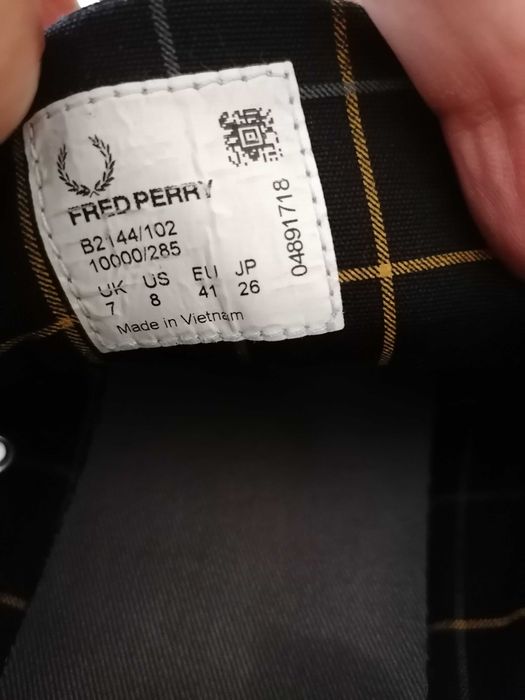 FRED PERRY
B2144/102
10000/285
UK US EU JP
7 8 41 26
Made in Vietnam
04891718